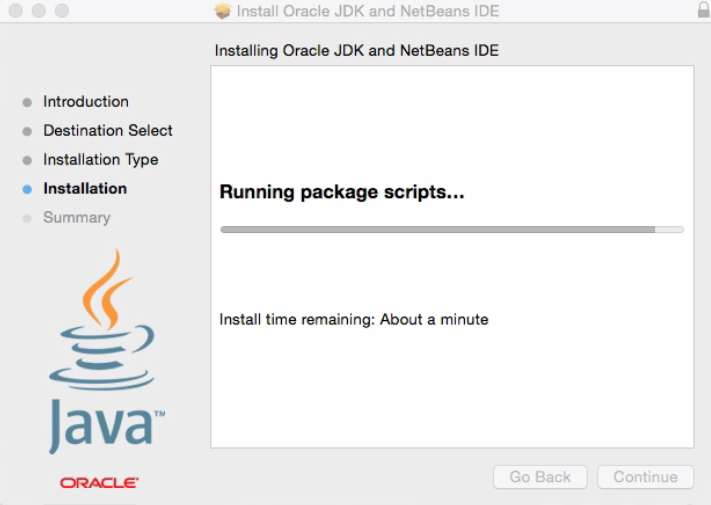 Install Oracle JDK and NetBeans IDE
Installing Oracle JDK and NetBeans IDE
Introduction
Destination Select
Installation Type
Installation
Summary
Running package scripts...
Install time remaining: About a minute
Java™
ORACLE®
Go Back
Continue